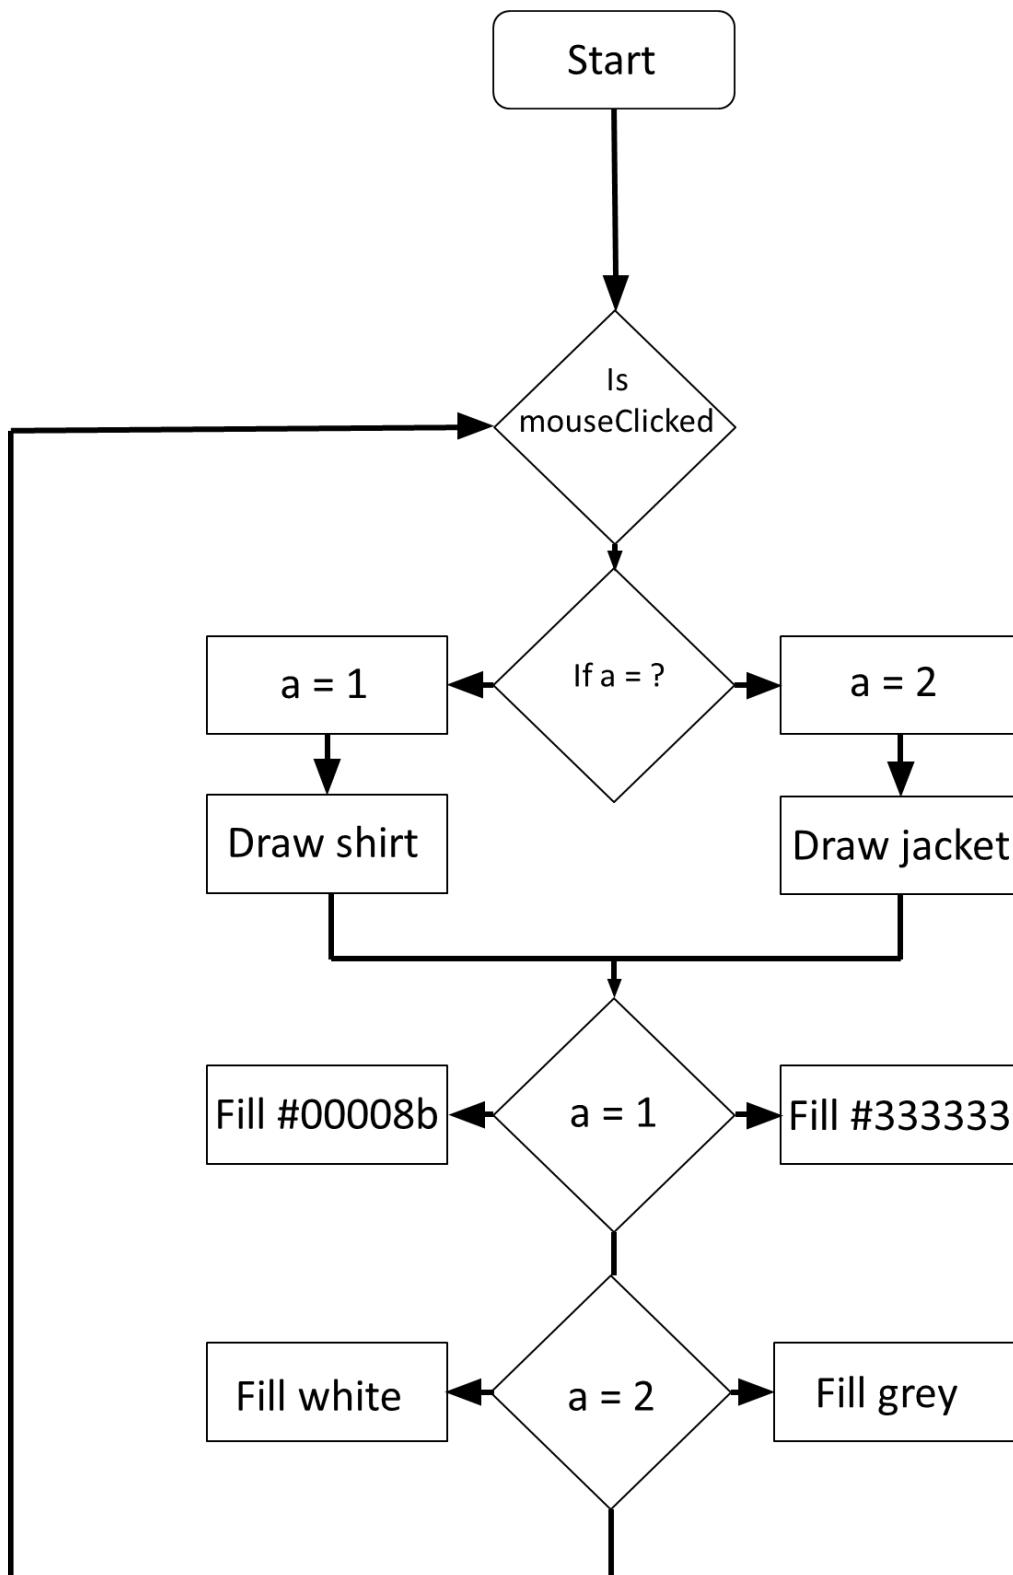 Start
Is
mouseClicked
If a = ?
a = 1
a = 2
Draw shirt
Draw jacket
Fill #00008b
a = 1
Fill #333333
Fill white
a = 2
Fill grey